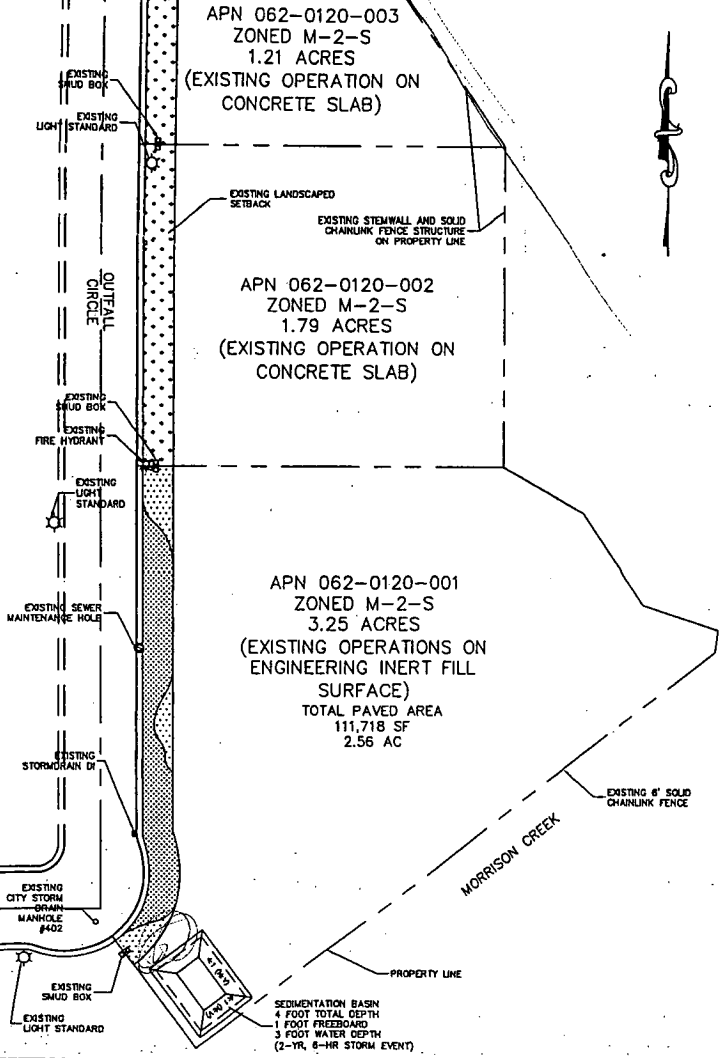 APN 062-0120-003
ZONED M-2-S
1.21 ACRES
(EXISTING OPERATION ON
CONCRETE SLAB)
EXISTING
SMUD BOX
EXISTING
LIGHT STANDARD
EXISTING LANDSCAPED
SETBACK
EXISTING STEMWALL AND SOLID
CHAINLINK FENCE STRUCTURE
ON PROPERTY LINE
OUTFALL
CIRCLE
APN 062-0120-002
ZONED M-2-S
1.79 ACRES
(EXISTING OPERATION ON
CONCRETE SLAB)
EXISTING
SMUD BOX
EXISTING
FIRE HYDRANT
EXISTING
LIGHT
STANDARD
APN 062-0120-001
ZONED M-2-S
3.25 ACRES
(EXISTING OPERATIONS ON
ENGINEERING INERT FILL
SURFACE)
TOTAL PAVED AREA
111,718 SF
2.56 AC
EXISTING SEWER
MAINTENANCE HOLE
S
EXISTING
STORMDRAIN DI
EXISTING 6' SOLID
CHAINLINK FENCE
MORRISON CREEK
EXISTING
CITY STORM
DRAIN
MANHOLE
#402
PROPERTY LINE
EXISTING
SMUD BOX
EXISTING
LIGHT STANDARD
4:1 (H:V)
4:1 (H:V)
SEDIMENTATION BASIN
4 FOOT TOTAL DEPTH
1 FOOT FREEBOARD
3 FOOT WATER DEPTH
(2-YR, 6-HR STORM EVENT)